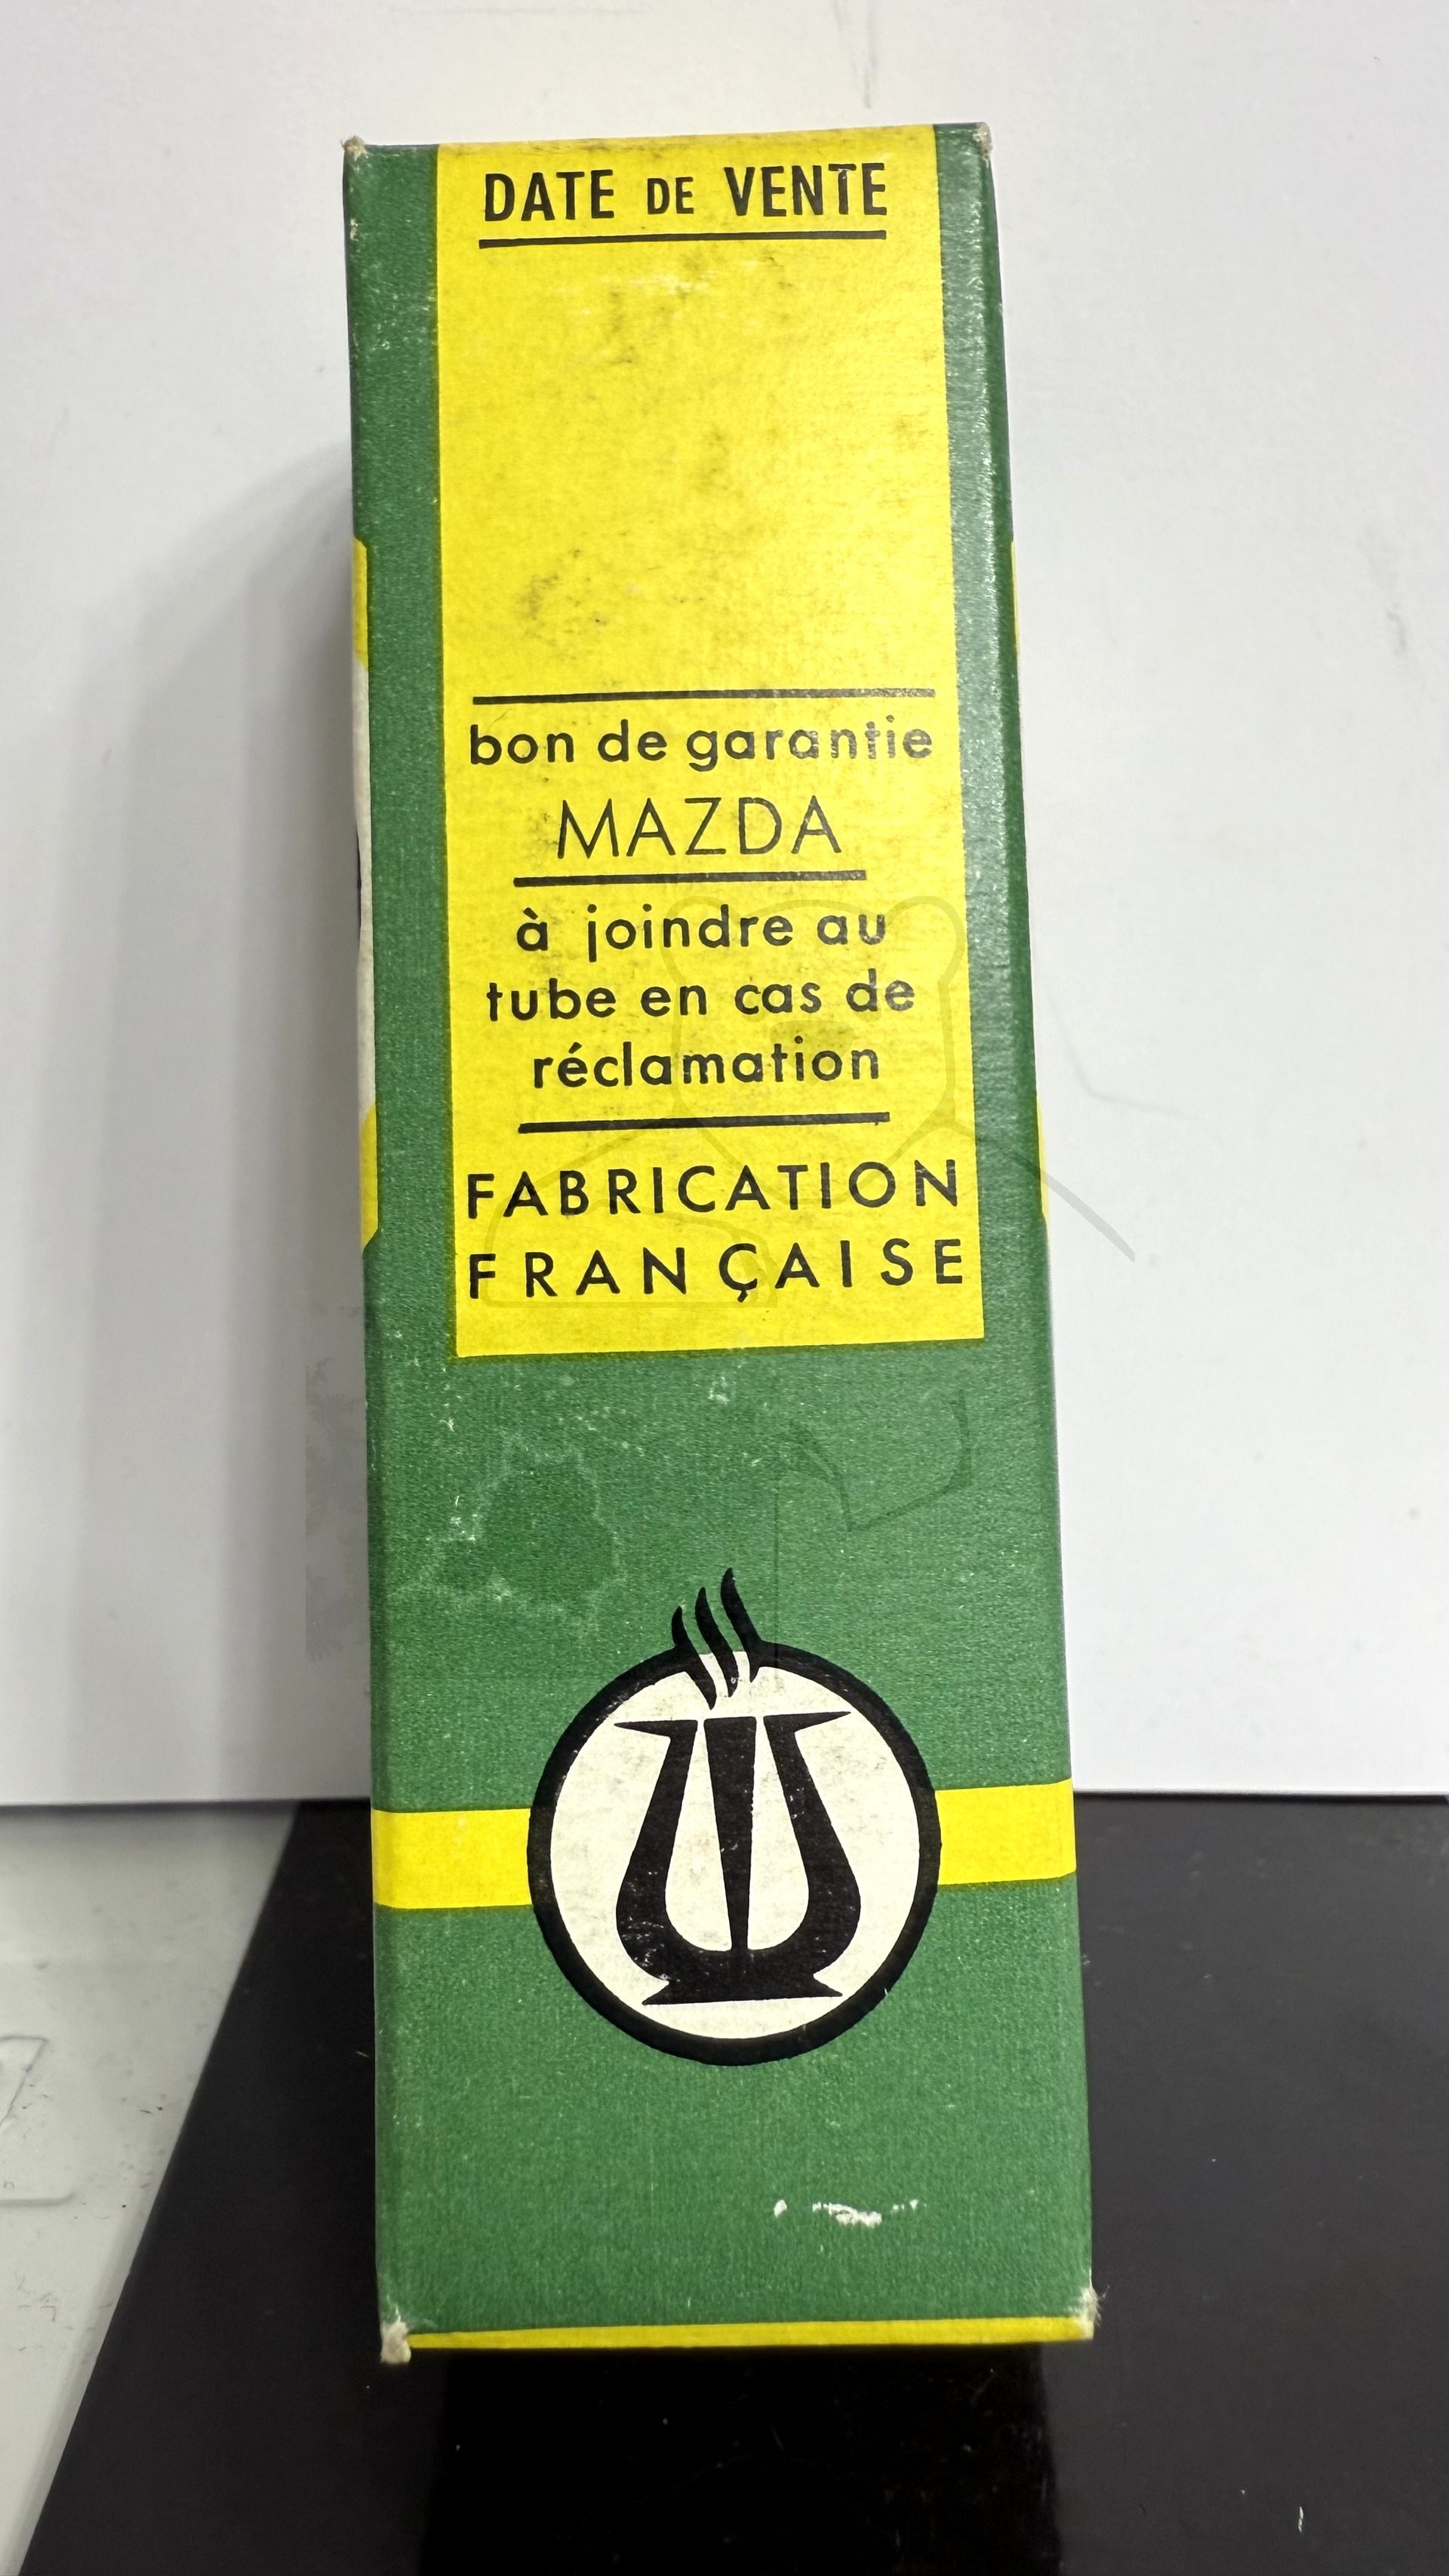 DATE DE VENTE
bon de garantie
MAZDA
à joindre au
tube en cas de
réclamation
FABRICATION
FRANÇAISE